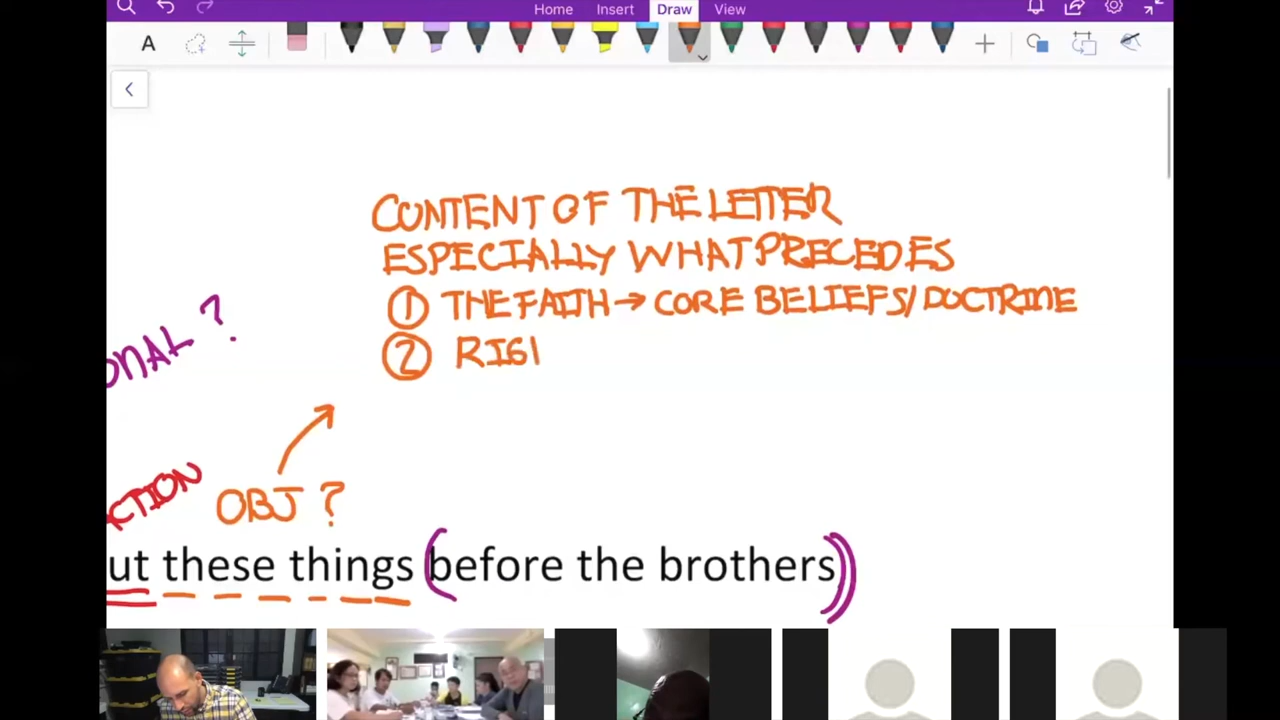 Home Insert Draw View
A
CONTENT OF THE LETTER
ESPECIALLY WHAT PRECEDES
1 THE FAITH → CORE BELIEFS/DOCTRINE
2 RIGI
ONAL ?
CTION
OBJ ?
ut these things (before the brothers))